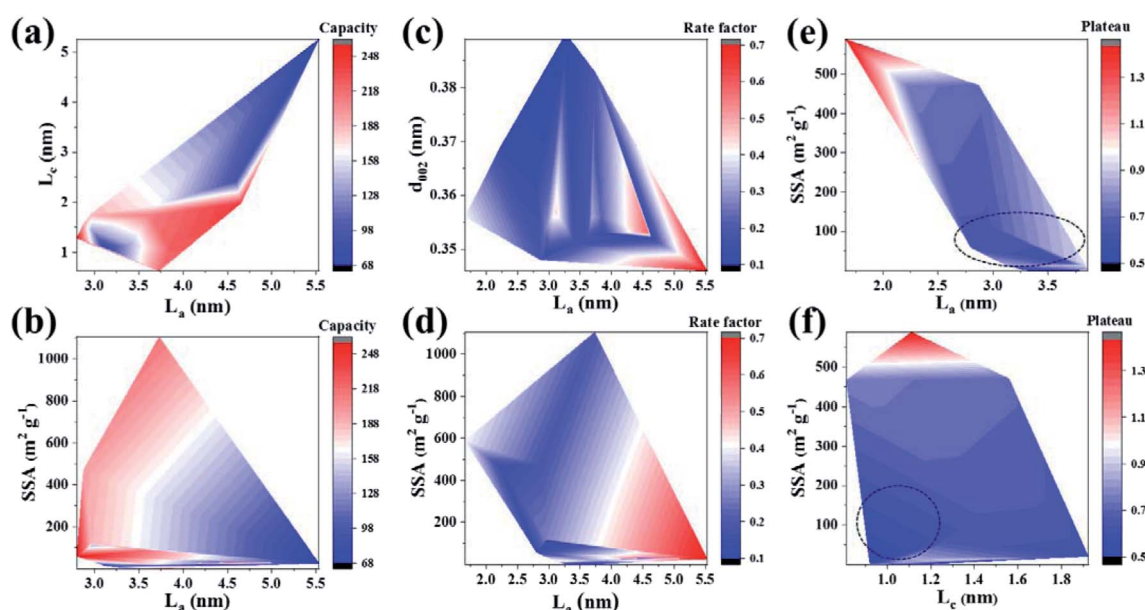 (a)
Capacity
5
4
3
2
1
L_c (nm)
3.0 3.5 4.0 4.5 5.0 5.5
L_a (nm)
248
218
188
158
128
98
68
(c)
Rate factor
0.38
0.37
0.36
0.35
d_002 (nm)
2.0 2.5 3.0 3.5 4.0 4.5 5.0 5.5
L_a (nm)
0.7
0.6
0.5
0.4
0.3
0.2
0.1
(e)
Plateau
500
400
300
200
100
SSA (m² g⁻¹)
2.0 2.5 3.0 3.5
L_a (nm)
1.3
1.1
0.9
0.7
0.5
(b)
Capacity
1000
800
600
400
200
SSA (m² g⁻¹)
3.0 3.5 4.0 4.5 5.0 5.5
L_a (nm)
248
218
188
158
128
98
68
(d)
Rate factor
1000
800
600
400
200
SSA (m² g⁻¹)
2.0 2.5 3.0 3.5 4.0 4.5 5.0 5.5
L_a (nm)
0.7
0.6
0.5
0.4
0.3
0.2
0.1
(f)
Plateau
500
400
300
200
100
SSA (m² g⁻¹)
1.0 1.2 1.4 1.6 1.8
L_c (nm)
1.3
1.1
0.9
0.7
0.5